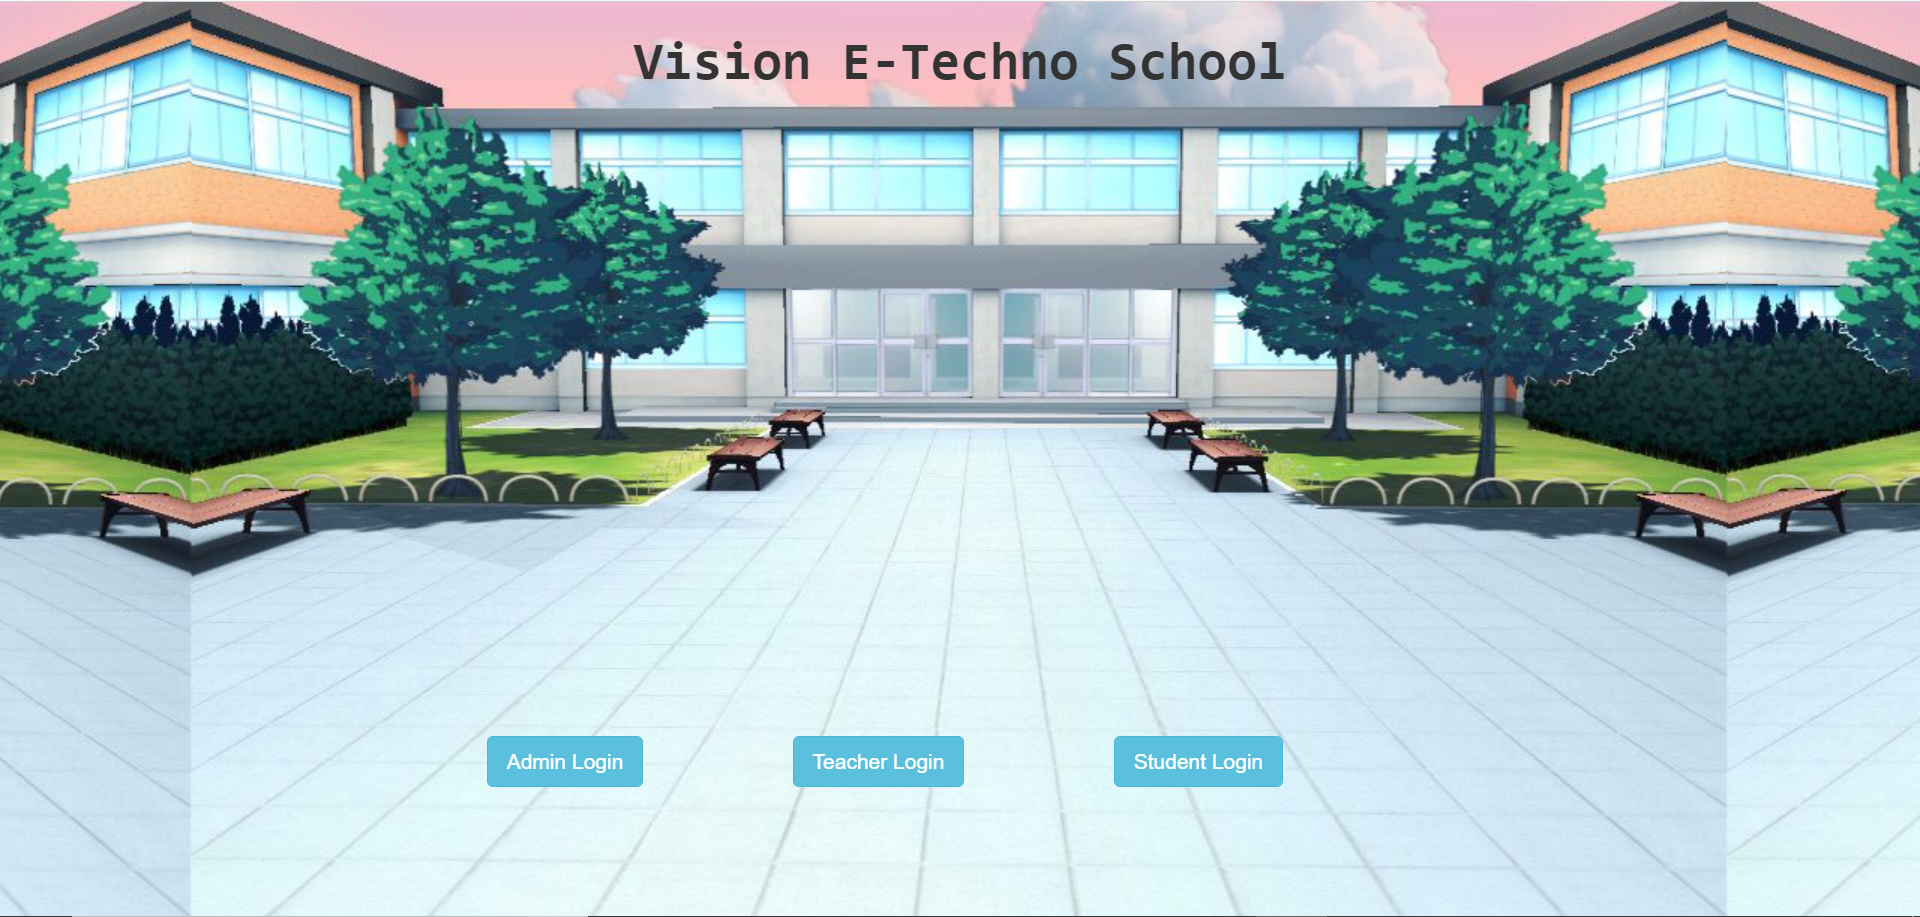 Vision E-Techno School
Admin Login
Teacher Login
Student Login